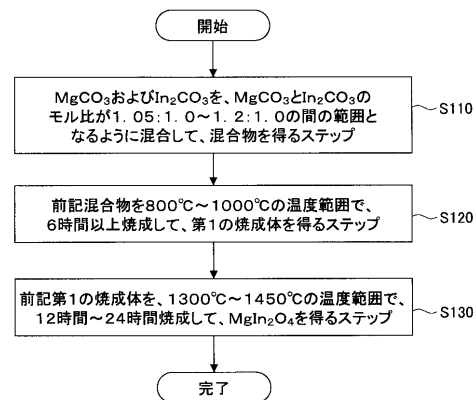 開始
MgCO₃およびIn₂CO₃を、MgCO₃とIn₂CO₃の
モル比が1.05:1.0~1.2:1.0の間の範囲と
なるように混合して、混合物を得るステップ
S110
前記混合物を800℃~1000℃の温度範囲で、
6時間以上焼成して、第1の焼成体を得るステップ
S120
前記第1の焼成体を、1300℃~1450℃の温度範囲で、
12時間~24時間焼成して、MgIn₂O₄を得るステップ
S130
完了